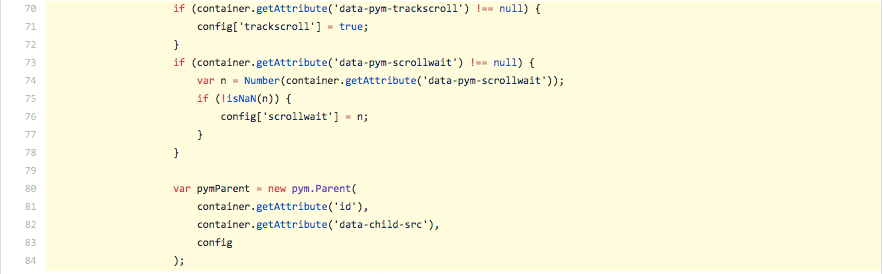 70 if (container.getAttribute('data-pym-trackscroll') !== null) {
71 config['trackscroll'] = true;
72 }
73 if (container.getAttribute('data-pym-scrollwait') !== null) {
74 var n = Number(container.getAttribute('data-pym-scrollwait'));
75 if (!isNaN(n)) {
76 config['scrollwait'] = n;
77 }
78 }
79
80 var pymParent = new pym.Parent(
81 container.getAttribute('id'),
82 container.getAttribute('data-child-src'),
83 config
84 );